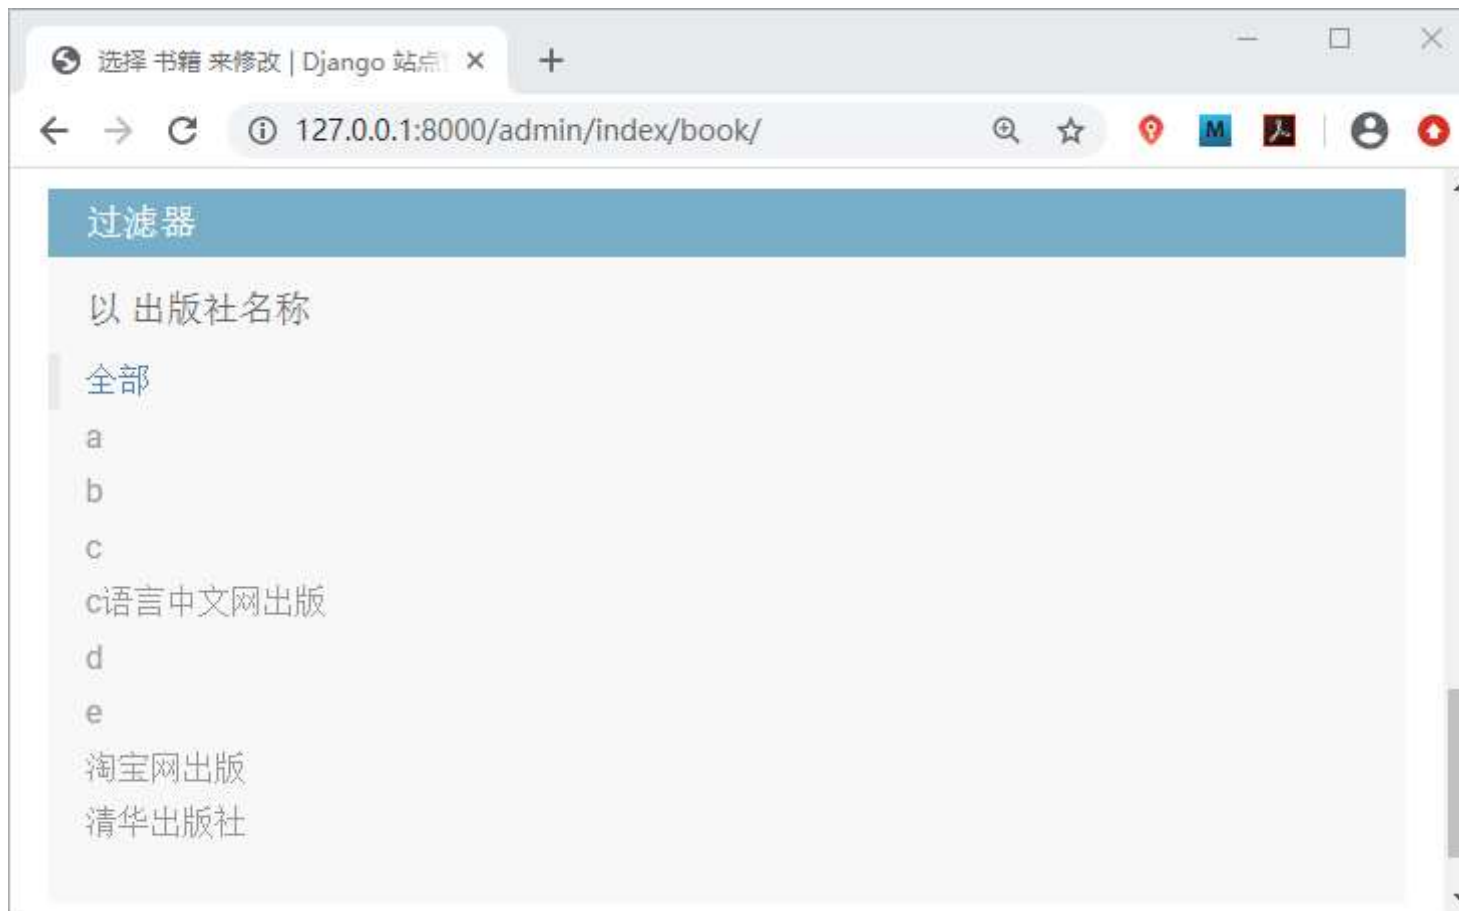 选择 书籍 来修改 | Django 站点
127.0.0.1:8000/admin/index/book/
M
过滤器
以 出版社名称
全部
a
b
c
c语言中文网出版
d
e
淘宝网出版
清华出版社